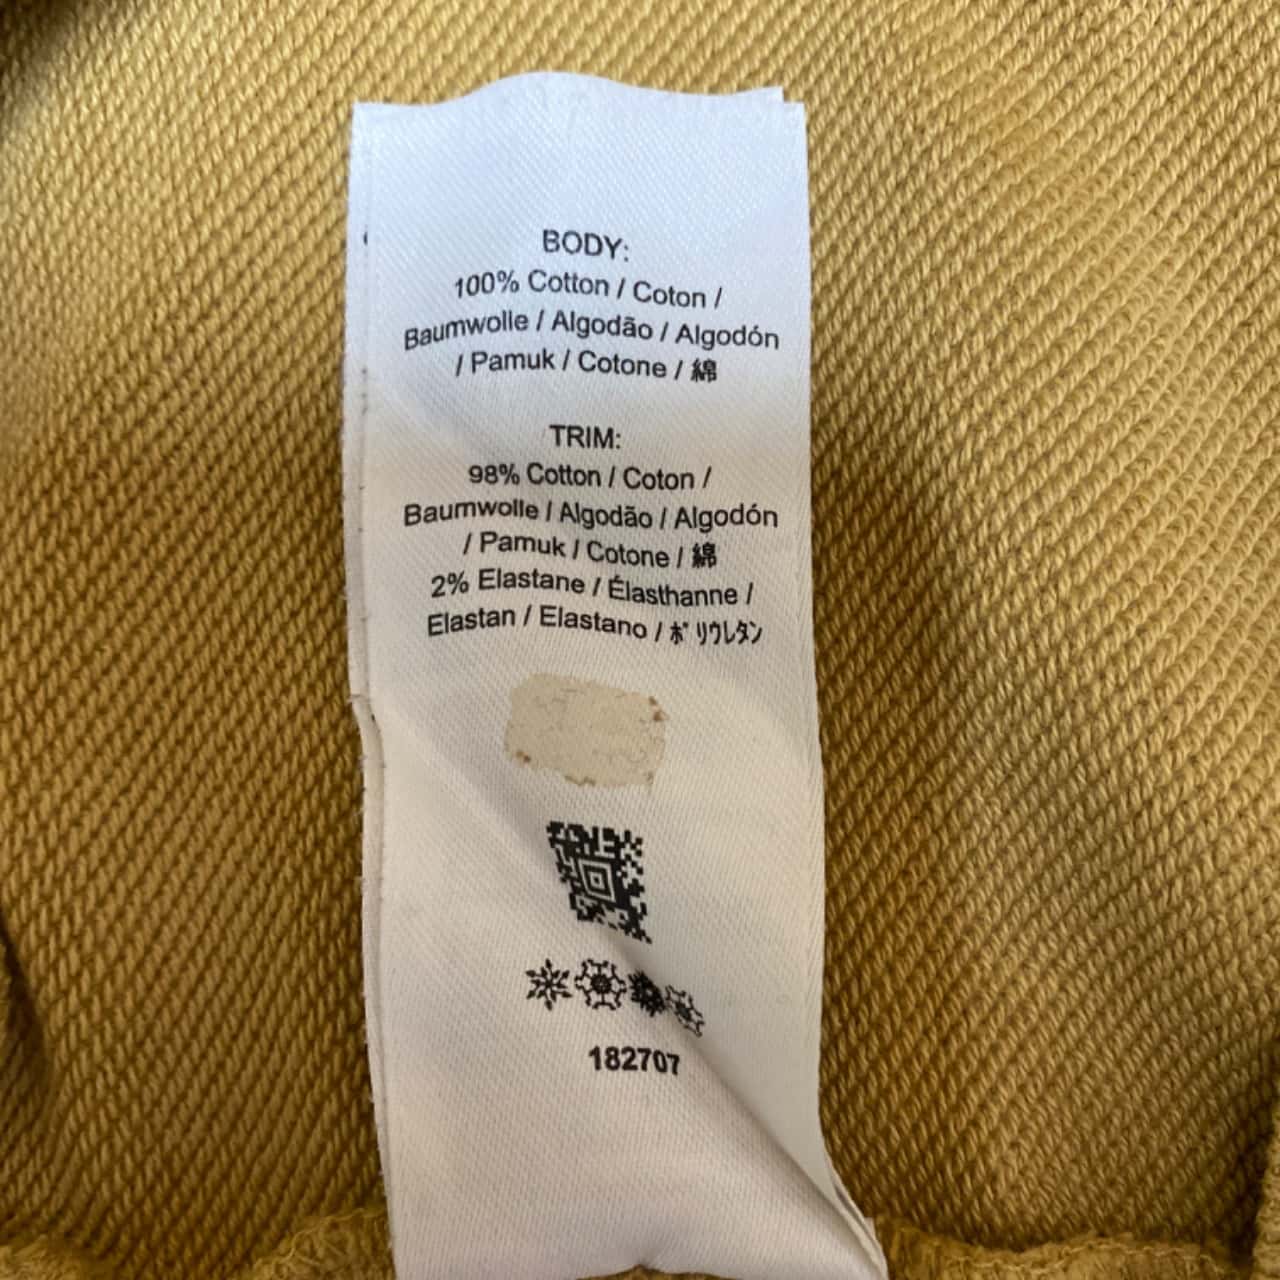 BODY:
100% Cotton / Coton /
Baumwolle / Algodão / Algodón
/ Pamuk / Cotone / 綿
TRIM:
98% Cotton / Coton /
Baumwolle / Algodão / Algodón
/ Pamuk / Cotone / 綿
2% Elastane / Élasthanne /
Elastan / Elastano / ﾎﾟﾘｳﾚﾀﾝ
182707